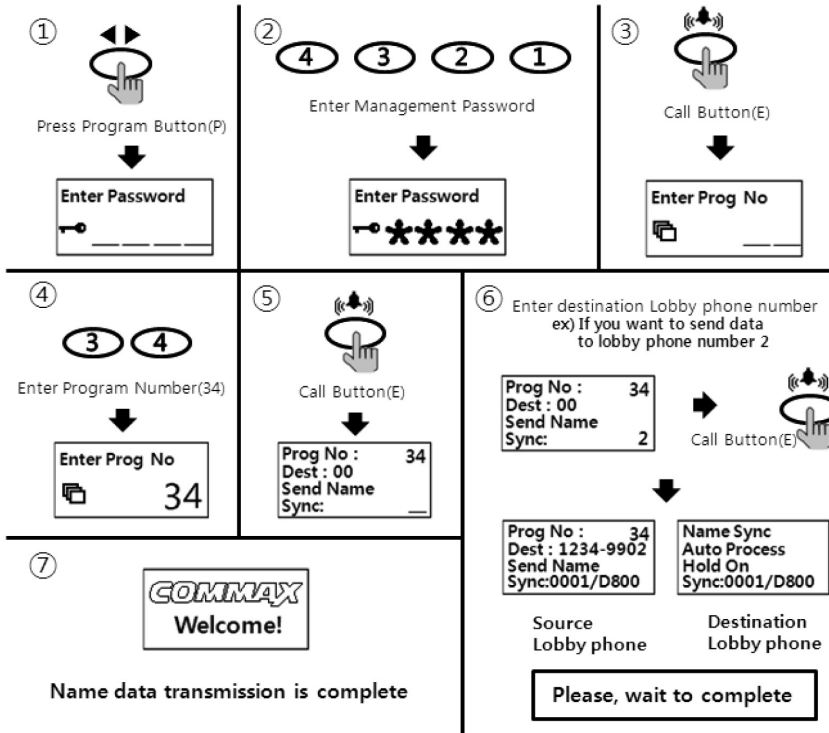 ①
Press Program Button(P)
Enter Password
②
4 3 2 1
Enter Management Password
Enter Password
③
Call Button(E)
Enter Prog No
④
3 4
Enter Program Number(34)
Enter Prog No
34
⑤
Call Button(E)
Prog No : 34
Dest : 00
Send Name
Sync:
⑥ Enter destination Lobby phone number
ex) If you want to send data
to lobby phone number 2
Prog No : 34
Dest : 00
Send Name
Sync: 2
Call Button(E)
Prog No : 34
Dest : 1234-9902
Send Name
Sync:0001/D800
Source
Lobby phone
Name Sync
Auto Process
Hold On
Sync:0001/D800
Destination
Lobby phone
Please, wait to complete
⑦
COMMAX
Welcome!
Name data transmission is complete